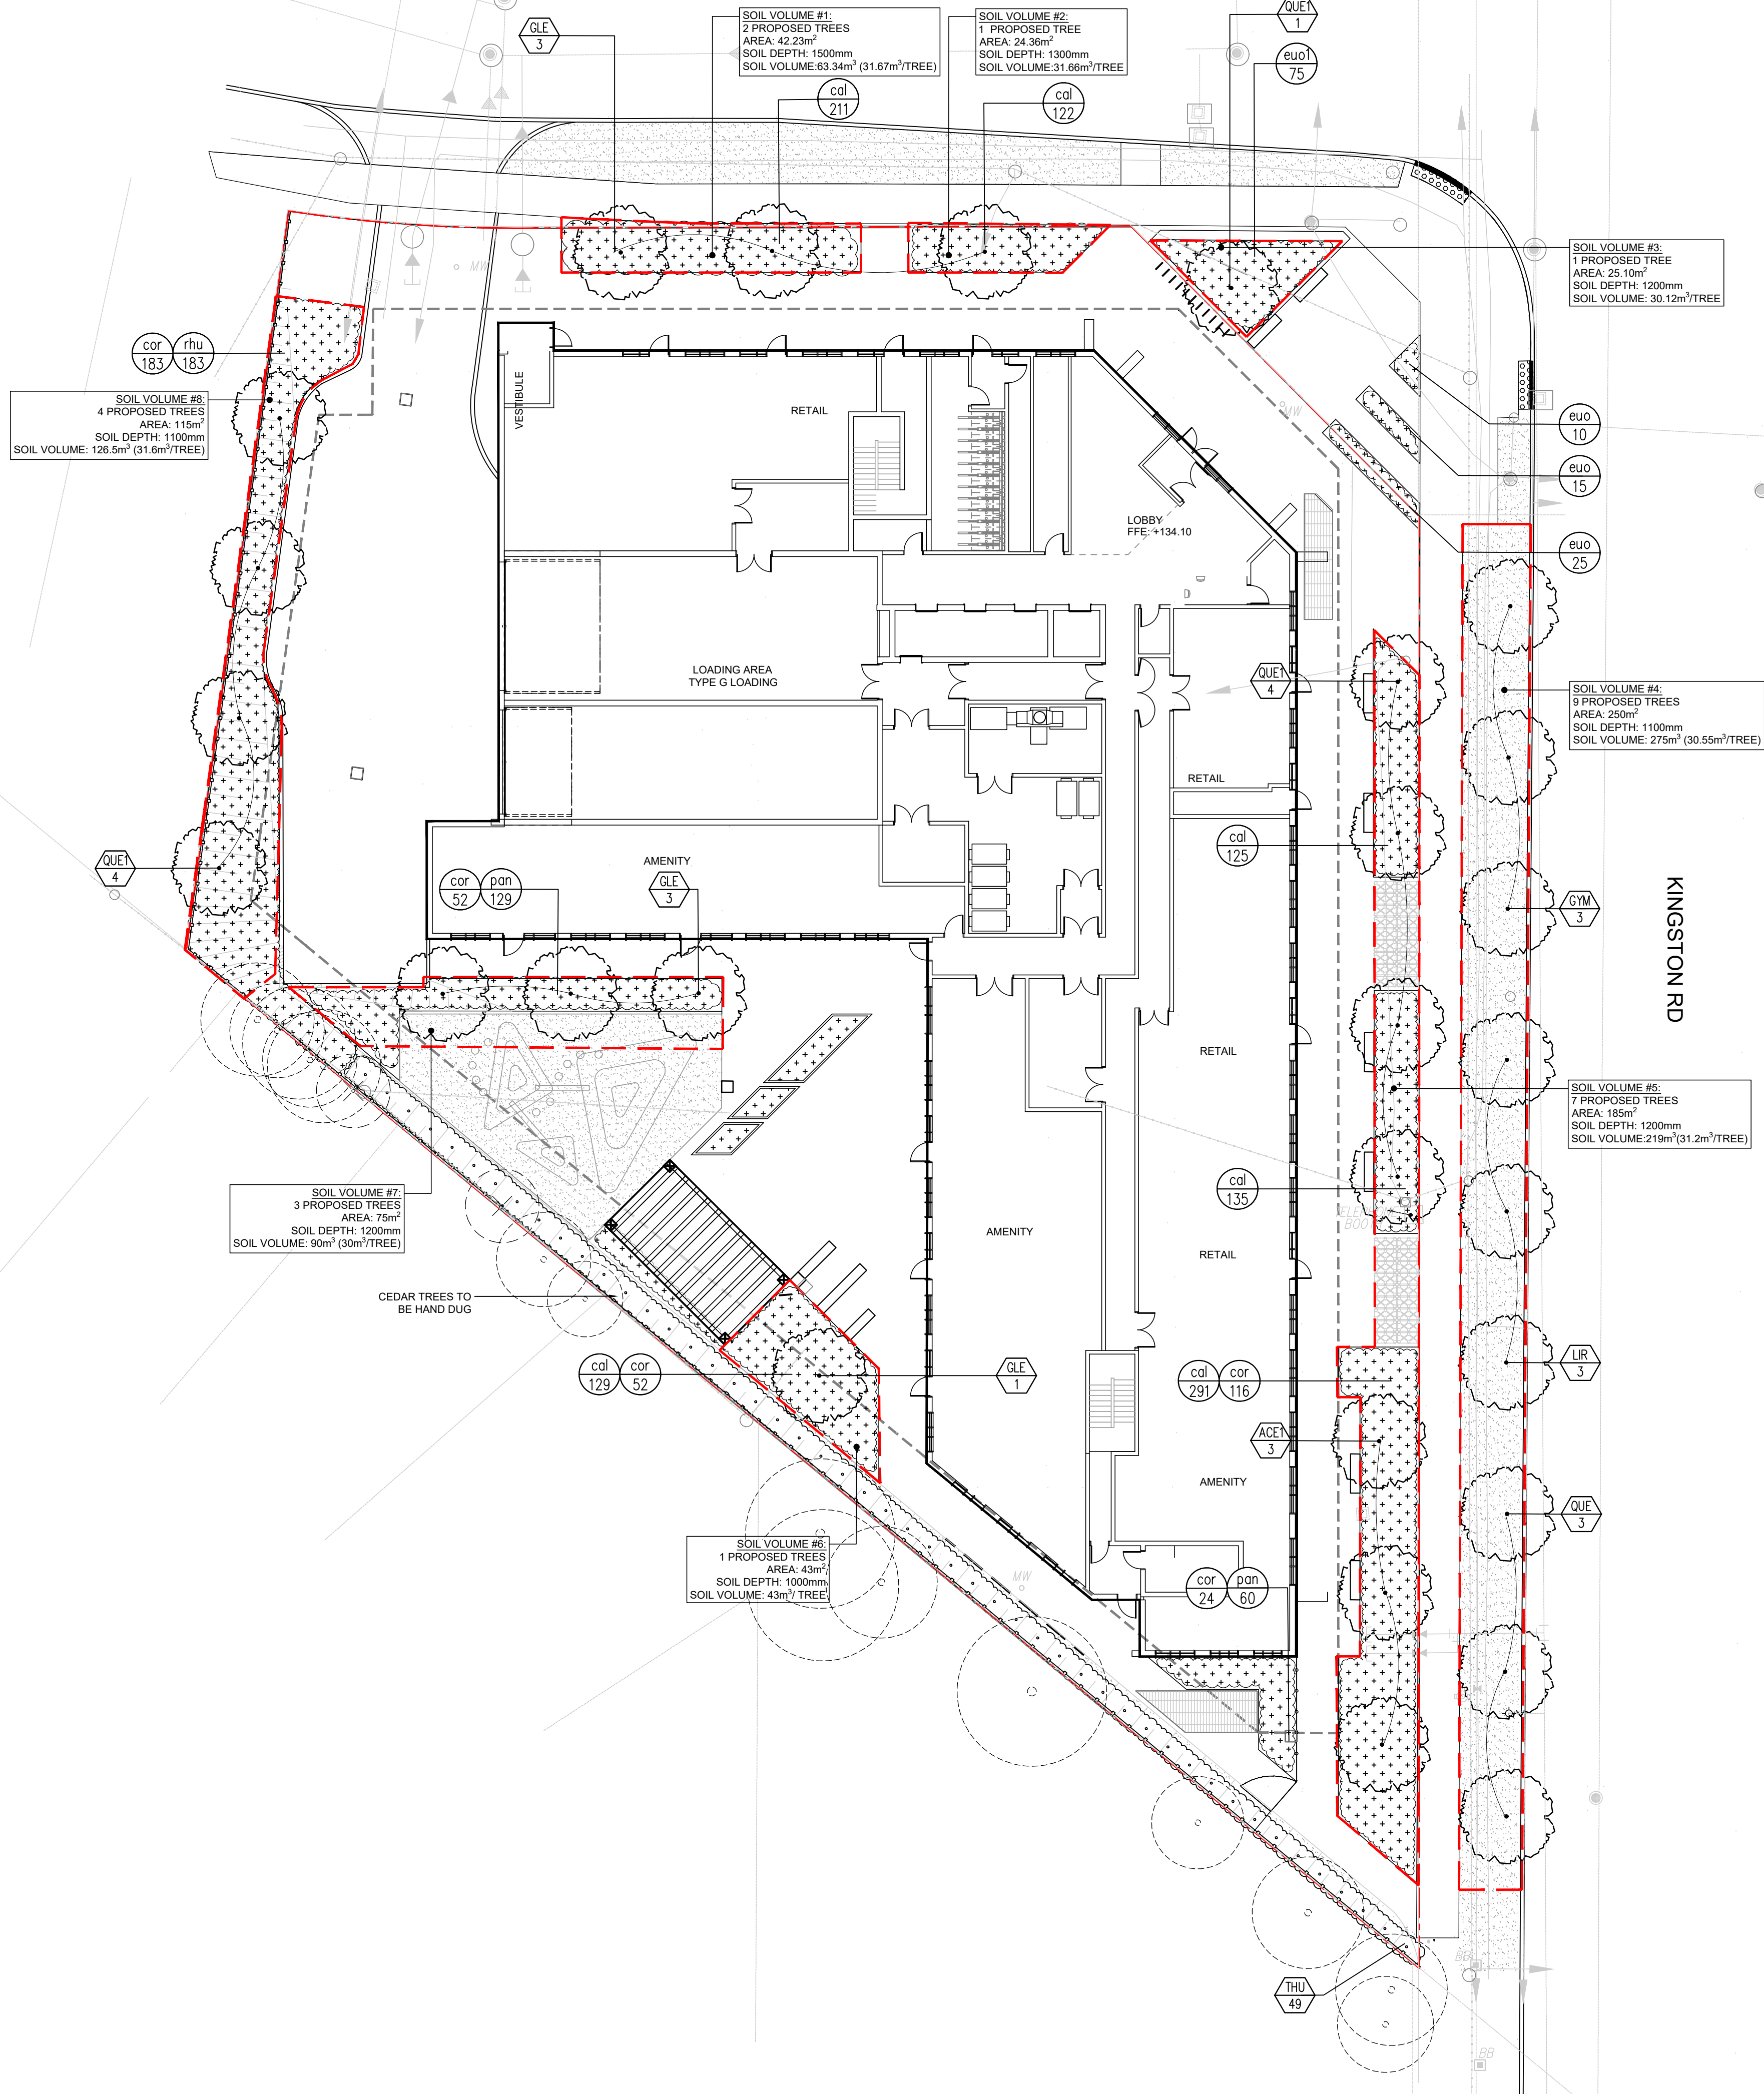 GLE
3
SOIL VOLUME #1:
2 PROPOSED TREES
AREA: 42.23m²
SOIL DEPTH: 1500mm
SOIL VOLUME:63.34m³ (31.67m³/TREE)
SOIL VOLUME #2:
1 PROPOSED TREE
AREA: 24.36m²
SOIL DEPTH: 1300mm
SOIL VOLUME:31.66m³/TREE
QUE1
1
euo1
75
cal
211
cal
122
SOIL VOLUME #3:
1 PROPOSED TREE
AREA: 25.10m²
SOIL DEPTH: 1200mm
SOIL VOLUME: 30.12m³/TREE
MW
cor
183
rhu
183
SOIL VOLUME #8:
4 PROPOSED TREES
AREA: 115m²
SOIL DEPTH: 1100mm
SOIL VOLUME: 126.5m³ (31.6m³/TREE)
VESTIBULE
RETAIL
MW
euo
10
euo
15
LOBBY
FFE: +134.10
euo
25
LOADING AREA
TYPE G LOADING
QUE1
4
SOIL VOLUME #4:
9 PROPOSED TREES
AREA: 250m²
SOIL DEPTH: 1100mm
SOIL VOLUME: 275m³ (30.55m³/TREE)
RETAIL
cal
125
QUE1
4
AMENITY
cor
52
pan
129
GLE
3
GYM
3
KINGSTON RD
RETAIL
SOIL VOLUME #5:
7 PROPOSED TREES
AREA: 185m²
SOIL DEPTH: 1200mm
SOIL VOLUME:219m³(31.2m³/TREE)
SOIL VOLUME #7:
3 PROPOSED TREES
AREA: 75m²
SOIL DEPTH: 1200mm
SOIL VOLUME: 90m³ (30m³/TREE)
cal
135
AMENITY
RETAIL
CEDAR TREES TO
BE HAND DUG
cal
129
cor
52
GLE
1
cal
291
cor
116
LIR
3
ACE1
3
AMENITY
QUE
3
SOIL VOLUME #6:
1 PROPOSED TREES
AREA: 43m²
SOIL DEPTH: 1000mm
SOIL VOLUME: 43m³/ TREE
MW
cor
24
pan
60
THU
49
BB
BB